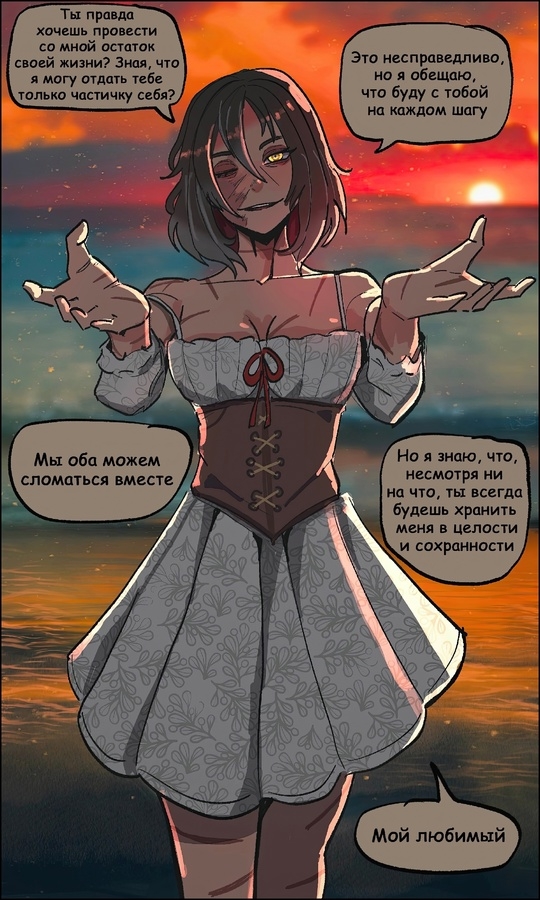 Ты правда
хочешь провести
со мной остаток
своей жизни? Зная, что
я могу отдать тебе
только частичку себя?
Это несправедливо,
но я обещаю,
что буду с тобой
на каждом шагу
Мы оба можем
сломаться вместе
Но я знаю, что,
несмотря ни
на что, ты всегда
будешь хранить
меня в целости
и сохранности
Мой любимый